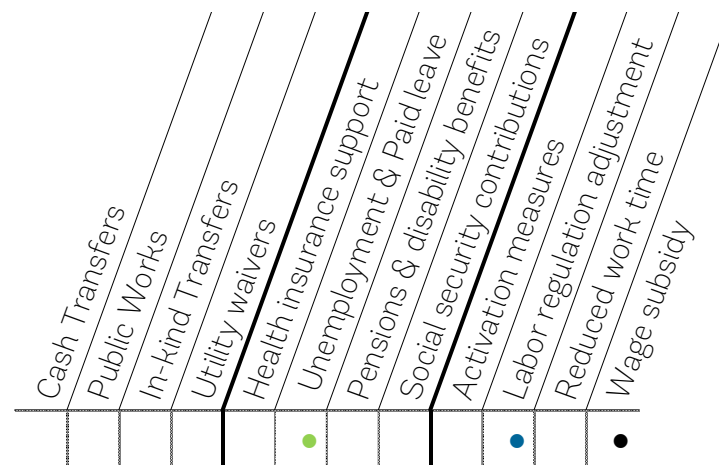 Cash Transfers
Public Works
In-kind Transfers
Utility waivers
Health insurance support
Unemployment & Paid leave
Pensions & disability benefits
Social security contributions
Activation measures
Labor regulation adjustment
Reduced work time
Wage subsidy